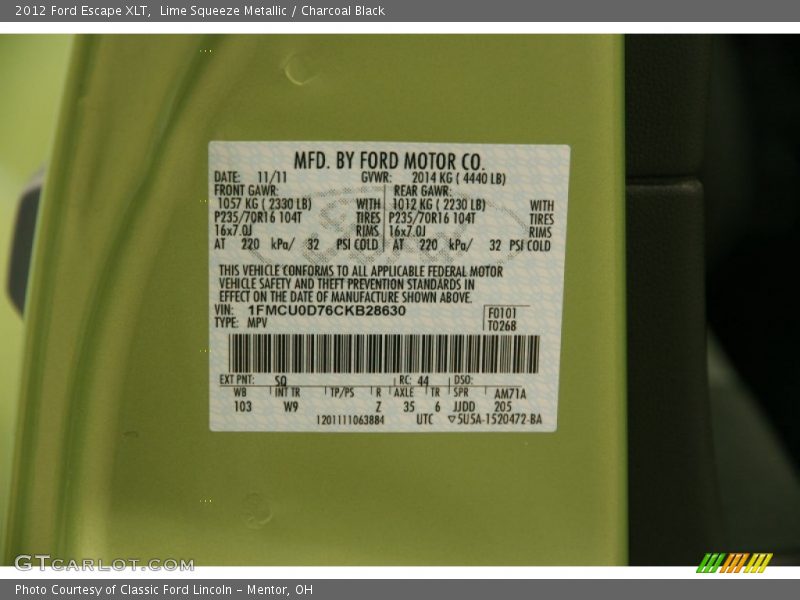 2012 Ford Escape XLT, Lime Squeeze Metallic / Charcoal Black
MFD. BY FORD MOTOR CO.
DATE: 11/11 GVWR: 2014 KG ( 4440 LB)
FRONT GAWR: REAR GAWR:
1057 KG ( 2330 LB) WITH 1012 KG ( 2230 LB) WITH
P235/70R16 104T TIRES P235/70R16 104T TIRES
16x7.0J RIMS 16x7.0J RIMS
AT 220 kPa/ 32 PSI COLD AT 220 kPa/ 32 PSI COLD
THIS VEHICLE CONFORMS TO ALL APPLICABLE FEDERAL MOTOR
VEHICLE SAFETY AND THEFT PREVENTION STANDARDS IN
EFFECT ON THE DATE OF MANUFACTURE SHOWN ABOVE.
VIN: 1FMCU0D76CKB28630 F0101
TYPE: MPV T0268
EXT PNT: SQ RC: 44 DSO:
WB INT TR TP/PS R AXLE TR SPR AM71A
103 W9 Z 35 6 JJDD 205
1201111063884 UTC ▽5U5A-1520472-BA
GTCARLOT.COM
Photo Courtesy of Classic Ford Lincoln - Mentor, OH